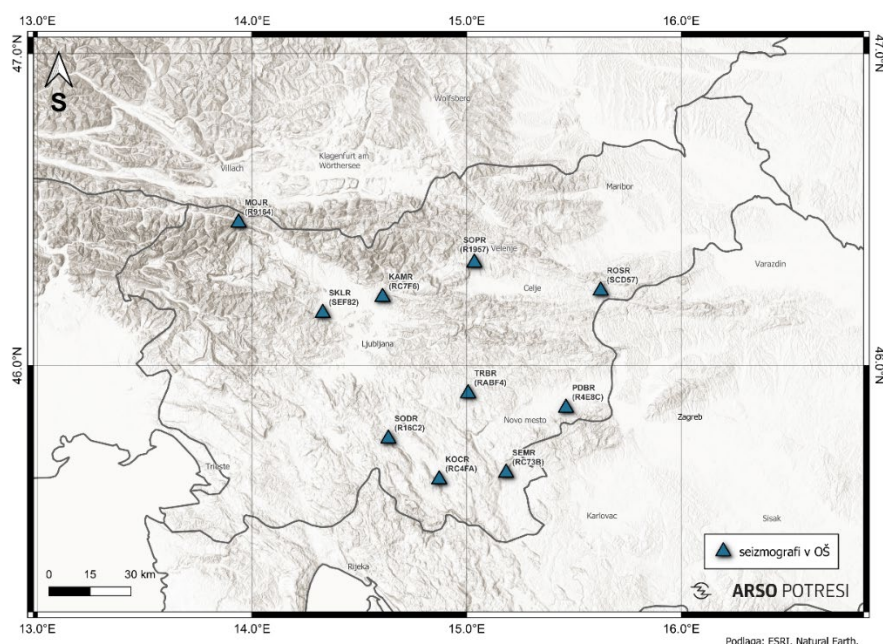 13.0°E 14.0°E 15.0°E 16.0°E
47.0°N 47.0°N
S
Wolfsberg
Klagenfurt am
Wörthersee
Villach
Maribor
MOJR
(R9164)
SOPR
(R1957)
Velenje
Varazdin
ROSR
(SCD57)
KAMR
(RC7F6)
Celje
SKLR
(SEF82)
Ljubljana
46.0°N 46.0°N
TRBR
(RABF4)
PDBR
(R4E8C)
Novo mesto
Zagreb
SODR
(R16C2)
SEMR
(RC73B)
KOCR
(RC4FA)
Trieste
Karlovac
Sisak
Rijeka
seizmografi v OŠ
0 15 30 km
ARSO POTRESI
13.0°E 14.0°E 15.0°E 16.0°E
Podlaga: ESRI, Natural Earth.